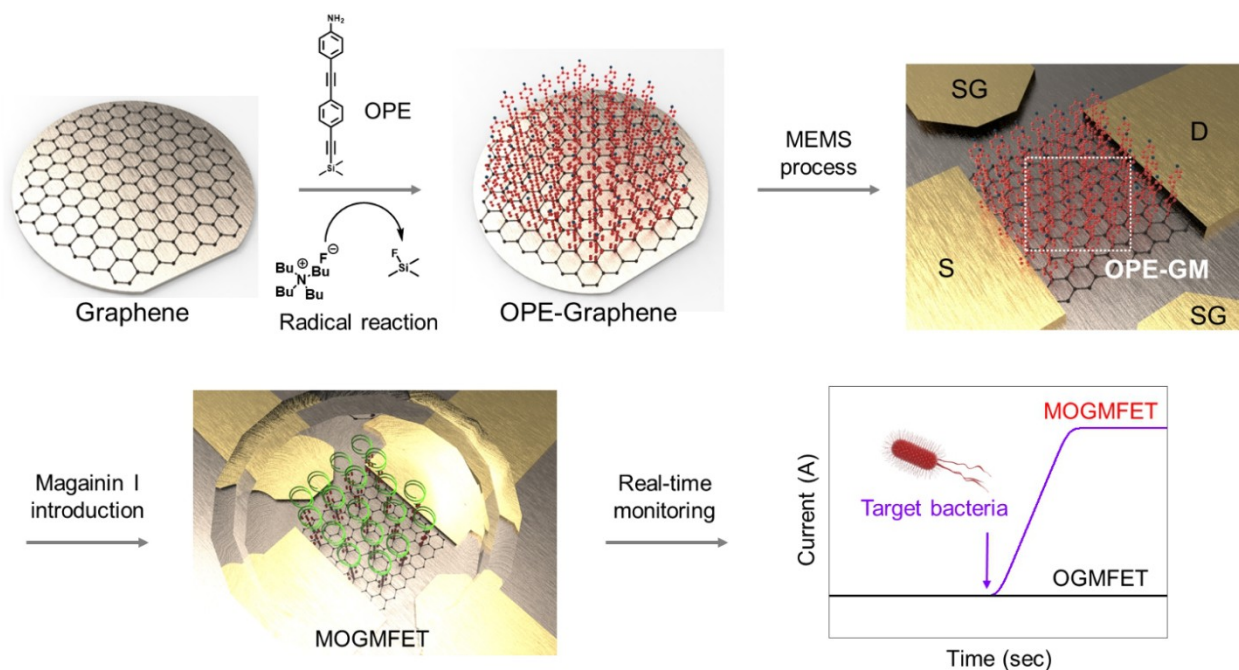 NH₂
OPE
Si
F⊖
Bu
⊕
Bu
N
Bu
Bu
F
Si
Radical reaction
Graphene
OPE-Graphene
MEMS
process
SG
D
S
OPE-GM
SG
Magainin I
introduction
MOGMFET
Real-time
monitoring
Current (A)
MOGMFET
Target bacteria
OGMFET
Time (sec)